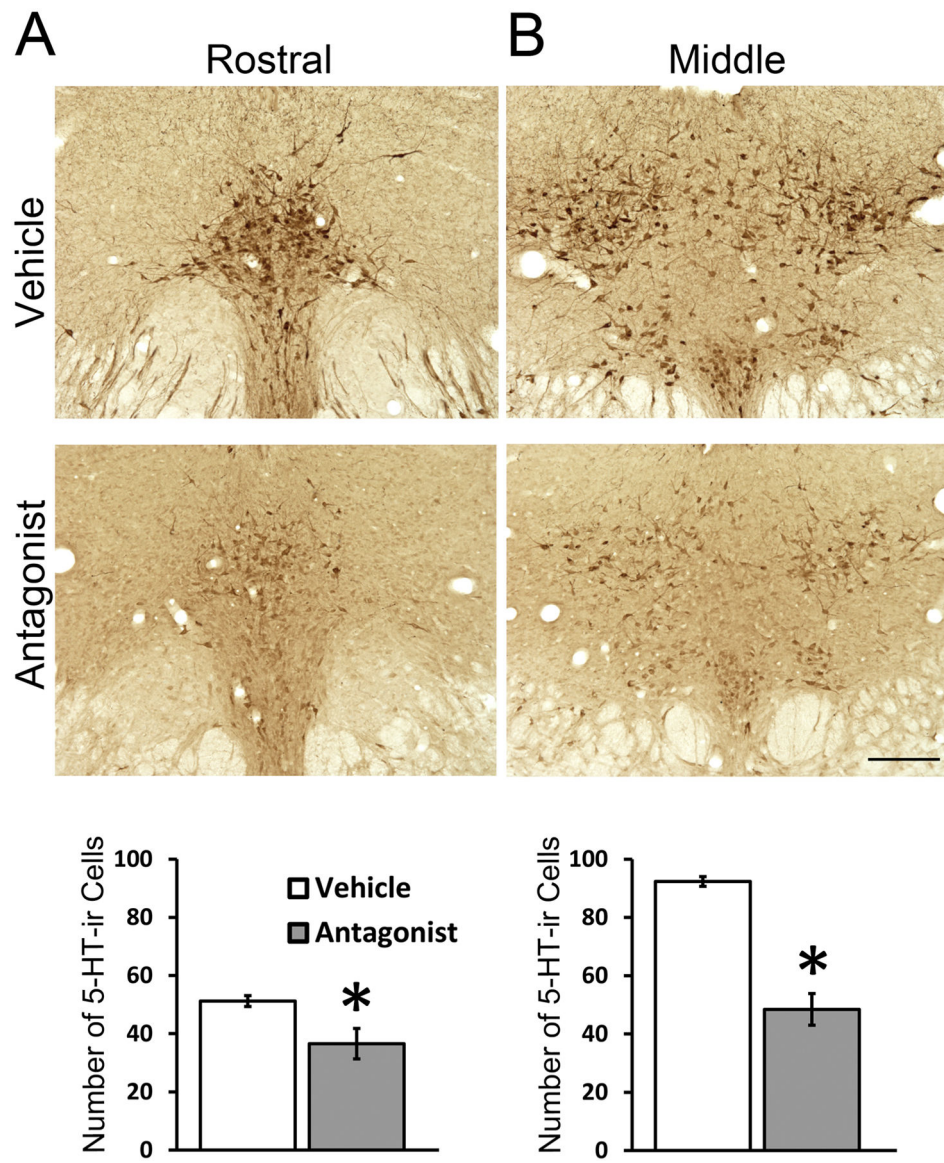 A
B
Rostral
Middle
Vehicle
Antagonist
Number of 5-HT-ir Cells
100
80
60
40
20
0
Vehicle
Antagonist
*
Number of 5-HT-ir Cells
100
80
60
40
20
0
*